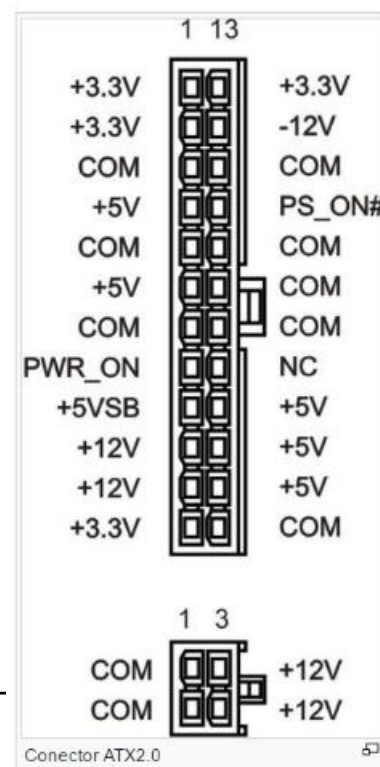 1 13
+3.3V +3.3V
+3.3V -12V
COM COM
+5V PS_ON#
COM COM
+5V COM
COM COM
PWR_ON NC
+5VSB +5V
+12V +5V
+12V +5V
+3.3V COM
1 3
COM +12V
COM +12V
Conector ATX2.0